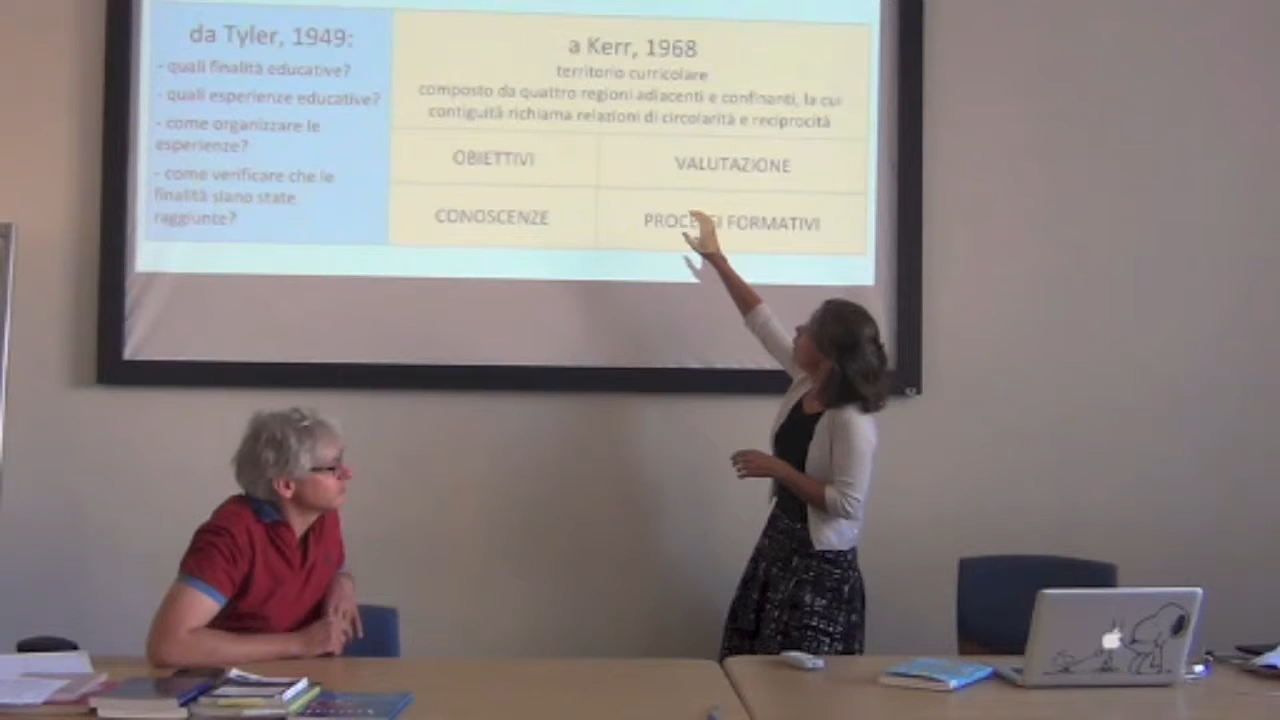 da Tyler, 1949:
- quali finalità educative?
- quali esperienze educative?
- come organizzare le
esperienze?
- come verificare che le
finalità siano state
raggiunte?
a Kerr, 1968
territorio curricolare
composto da quattro regioni adiacenti e confinanti, la cui
contiguità richiama relazioni di circolarità e reciprocità
OBIETTIVI
VALUTAZIONE
CONOSCENZE
PROCESSI FORMATIVI